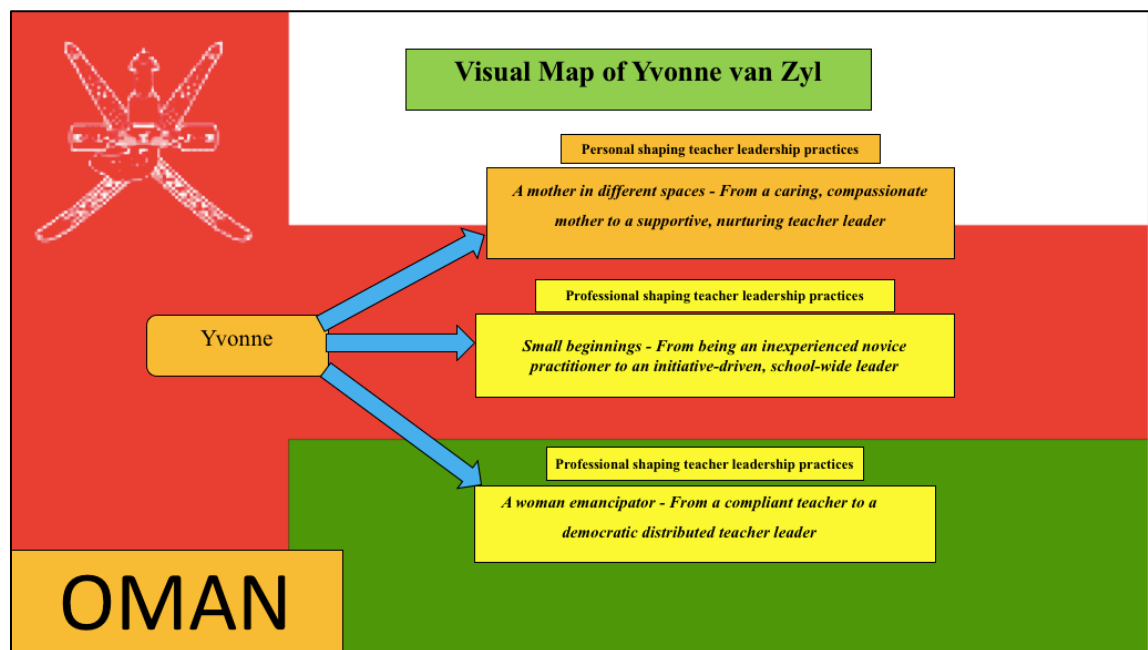 Visual Map of Yvonne van Zyl
Personal shaping teacher leadership practices
A mother in different spaces - From a caring, compassionate
mother to a supportive, nurturing teacher leader
Professional shaping teacher leadership practices
Yvonne
Small beginnings - From being an inexperienced novice
practitioner to an initiative-driven, school-wide leader
Professional shaping teacher leadership practices
A woman emancipator - From a compliant teacher to a
democratic distributed teacher leader
OMAN